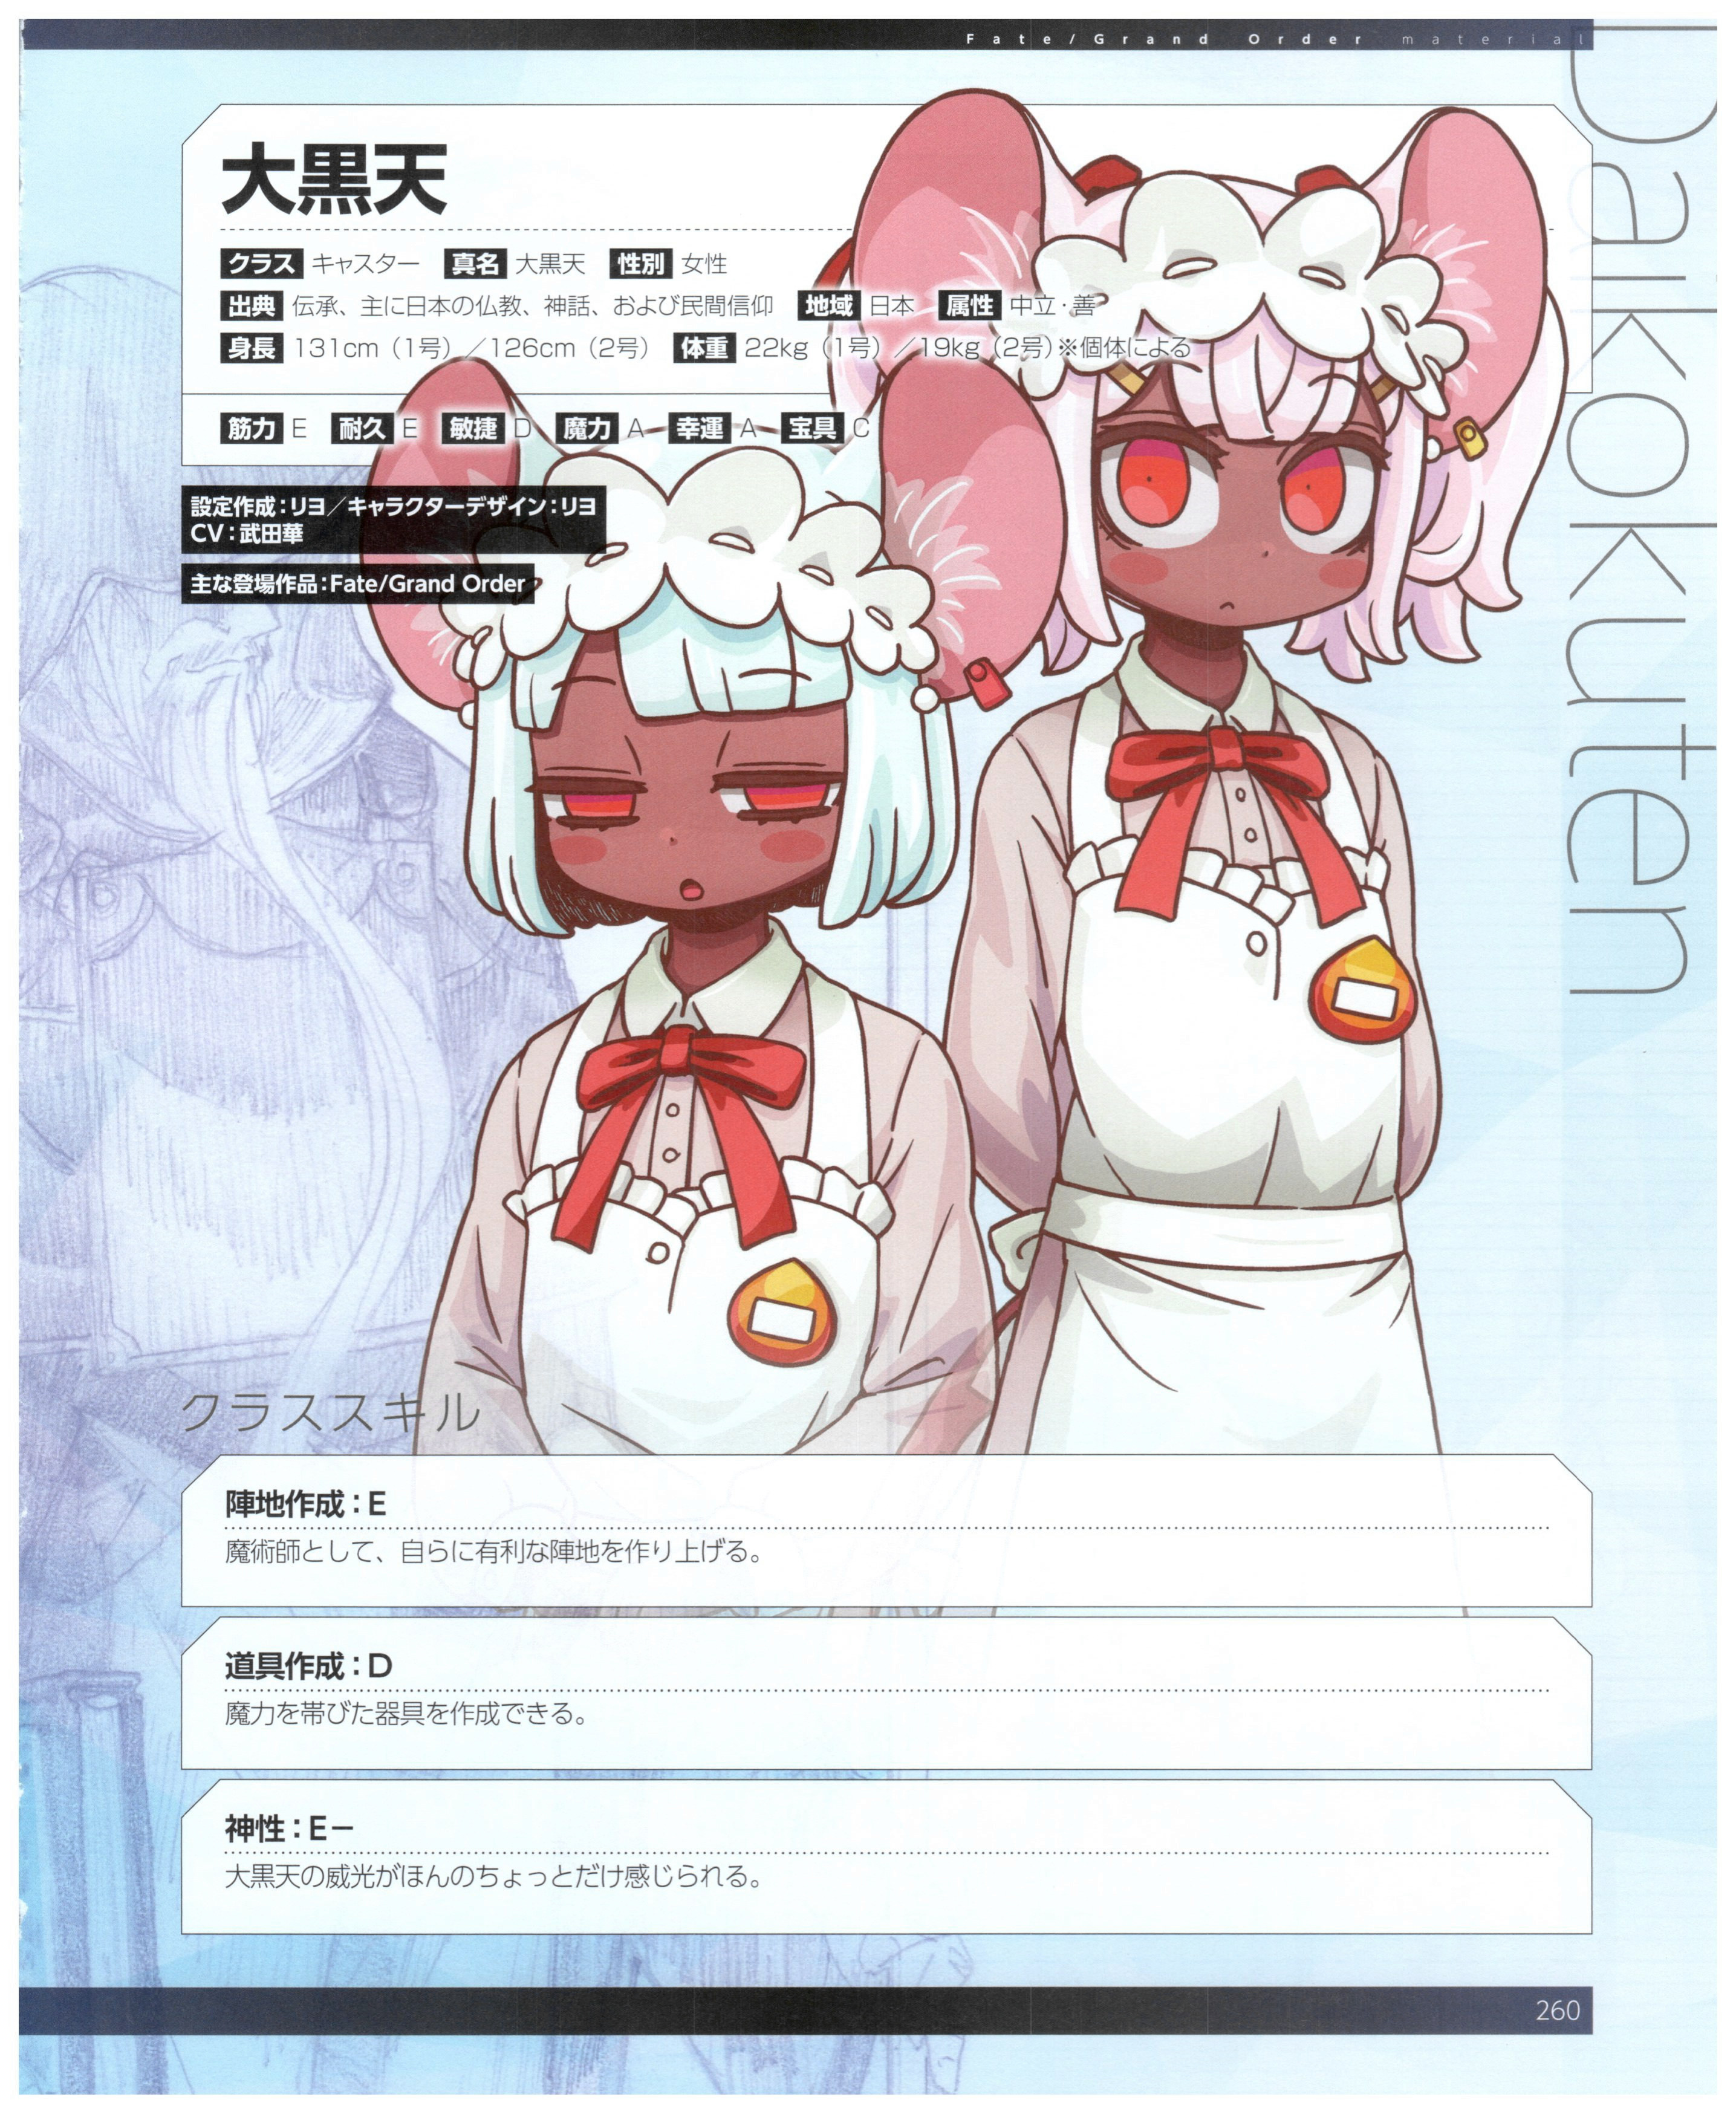 Fate/Grand Order material
Daikokuten
大黒天
クラス キャスター 真名 大黒天 性別 女性
出典 伝承、主に日本の仏教、神話、および民間信仰 地域 日本 属性 中立・善
身長 131cm（1号）／126cm（2号） 体重 22kg（1号）／19kg（2号）※個体による
筋力 E 耐久 E 敏捷 D 魔力 A 幸運 A 宝具 C
設定作成：リヨ／キャラクターデザイン：リヨ
CV：武田華
主な登場作品：Fate/Grand Order
クラススキル
陣地作成：E
魔術師として、自らに有利な陣地を作り上げる。
道具作成：D
魔力を帯びた器具を作成できる。
神性：E－
大黒天の威光がほんのちょっとだけ感じられる。
260